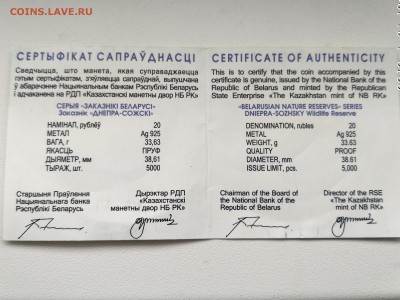 COINS.LAVE.RU
СЕРТЫФІКАТ САПРАЎДНАСЦІ
Сведчыцца, што манета, якая суправаджаецца
гэтым сертыфікатам, з'яўляецца сапраўднай, выпушчана
ў абарачэнне Нацыянальным банкам Рэспублікі Беларусь
і адчаканена на РДП «Казахстанскі манетны двор НБ РК»
СЕРЫЯ «ЗАКАЗНІКІ БЕЛАРУСІ»
Заказнік «ДНЕПРА-СОЖСКІ»
НАМІНАЛ, рублёў 20
МЕТАЛ Ag 925
ВАГА, г 33,63
ЯКАСЦЬ ПРУФ
ДЫЯМЕТР, мм 38,61
ТЫРАЖ, шт. 5000
Старшыня Праўлення
Нацыянальнага банка
Рэспублікі Беларусь
Дырэктар РДП
«Казахстанскі
манетны двор НБ РК»
CERTIFICATE OF AUTHENTICITY
This is to certify that the coin accompanied by this
certificate is genuine, issued by the National Bank of the
Republic of Belarus and minted by the Republican
State Enterprise «The Kazakhstan mint of NB RK»
«BELARUSIAN NATURE RESERVES» SERIES
DNIEPRA-SOZHSKY Wildlife Reserve
DENOMINATION, rubles 20
METAL Ag 925
WEIGHT, g 33.63
QUALITY PROOF
DIAMETER, mm 38.61
ISSUE LIMIT, pcs. 5,000
Chairman of the Board of
the National Bank of the
Republic of Belarus
Director of the RSE
«The Kazakhstan
mint of NB RK»